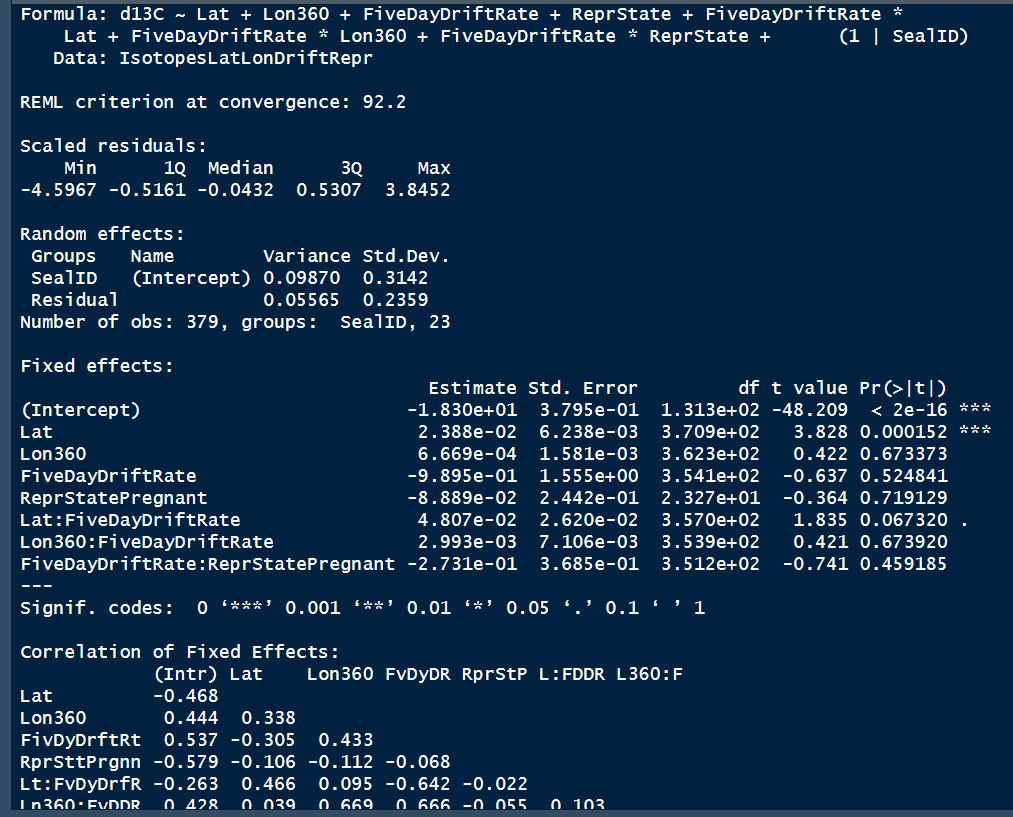 Formula: d13C ~ Lat + Lon360 + FiveDayDriftRate + ReprState + FiveDayDriftRate *
    Lat + FiveDayDriftRate * Lon360 + FiveDayDriftRate * ReprState +      (1 | SealID)
   Data: IsotopesLatLonDriftRepr

REML criterion at convergence: 92.2

Scaled residuals:
    Min      1Q  Median      3Q     Max
-4.5967 -0.5161 -0.0432  0.5307  3.8452

Random effects:
 Groups   Name        Variance Std.Dev.
 SealID   (Intercept) 0.09870  0.3142
 Residual             0.05565  0.2359
Number of obs: 379, groups:  SealID, 23

Fixed effects:
                                     Estimate Std. Error         df t value Pr(>|t|)
(Intercept)                        -1.830e+01  3.795e-01  1.313e+02 -48.209  < 2e-16 ***
Lat                                 2.388e-02  6.238e-03  3.709e+02   3.828 0.000152 ***
Lon360                              6.669e-04  1.581e-03  3.623e+02   0.422 0.673373
FiveDayDriftRate                   -9.895e-01  1.555e+00  3.541e+02  -0.637 0.524841
ReprStatePregnant                  -8.889e-02  2.442e-01  2.327e+01  -0.364 0.719129
Lat:FiveDayDriftRate                4.807e-02  2.620e-02  3.570e+02   1.835 0.067320 .
Lon360:FiveDayDriftRate             2.993e-03  7.106e-03  3.539e+02   0.421 0.673920
FiveDayDriftRate:ReprStatePregnant -2.731e-01  3.685e-01  3.512e+02  -0.741 0.459185
---
Signif. codes:  0 ‘***’ 0.001 ‘**’ 0.01 ‘*’ 0.05 ‘.’ 0.1 ‘ ’ 1

Correlation of Fixed Effects:
            (Intr) Lat    Lon360 FvDyDR RprStP L:FDDR L360:F
Lat         -0.468
Lon360       0.444  0.338
FivDyDrftRt  0.537 -0.305  0.433
RprSttPrgnn -0.579 -0.106 -0.112 -0.068
Lt:FvDyDrfR -0.263  0.466  0.095 -0.642 -0.022
Ln360:FvDDR  0.428  0.039  0.669  0.666 -0.055  0.103